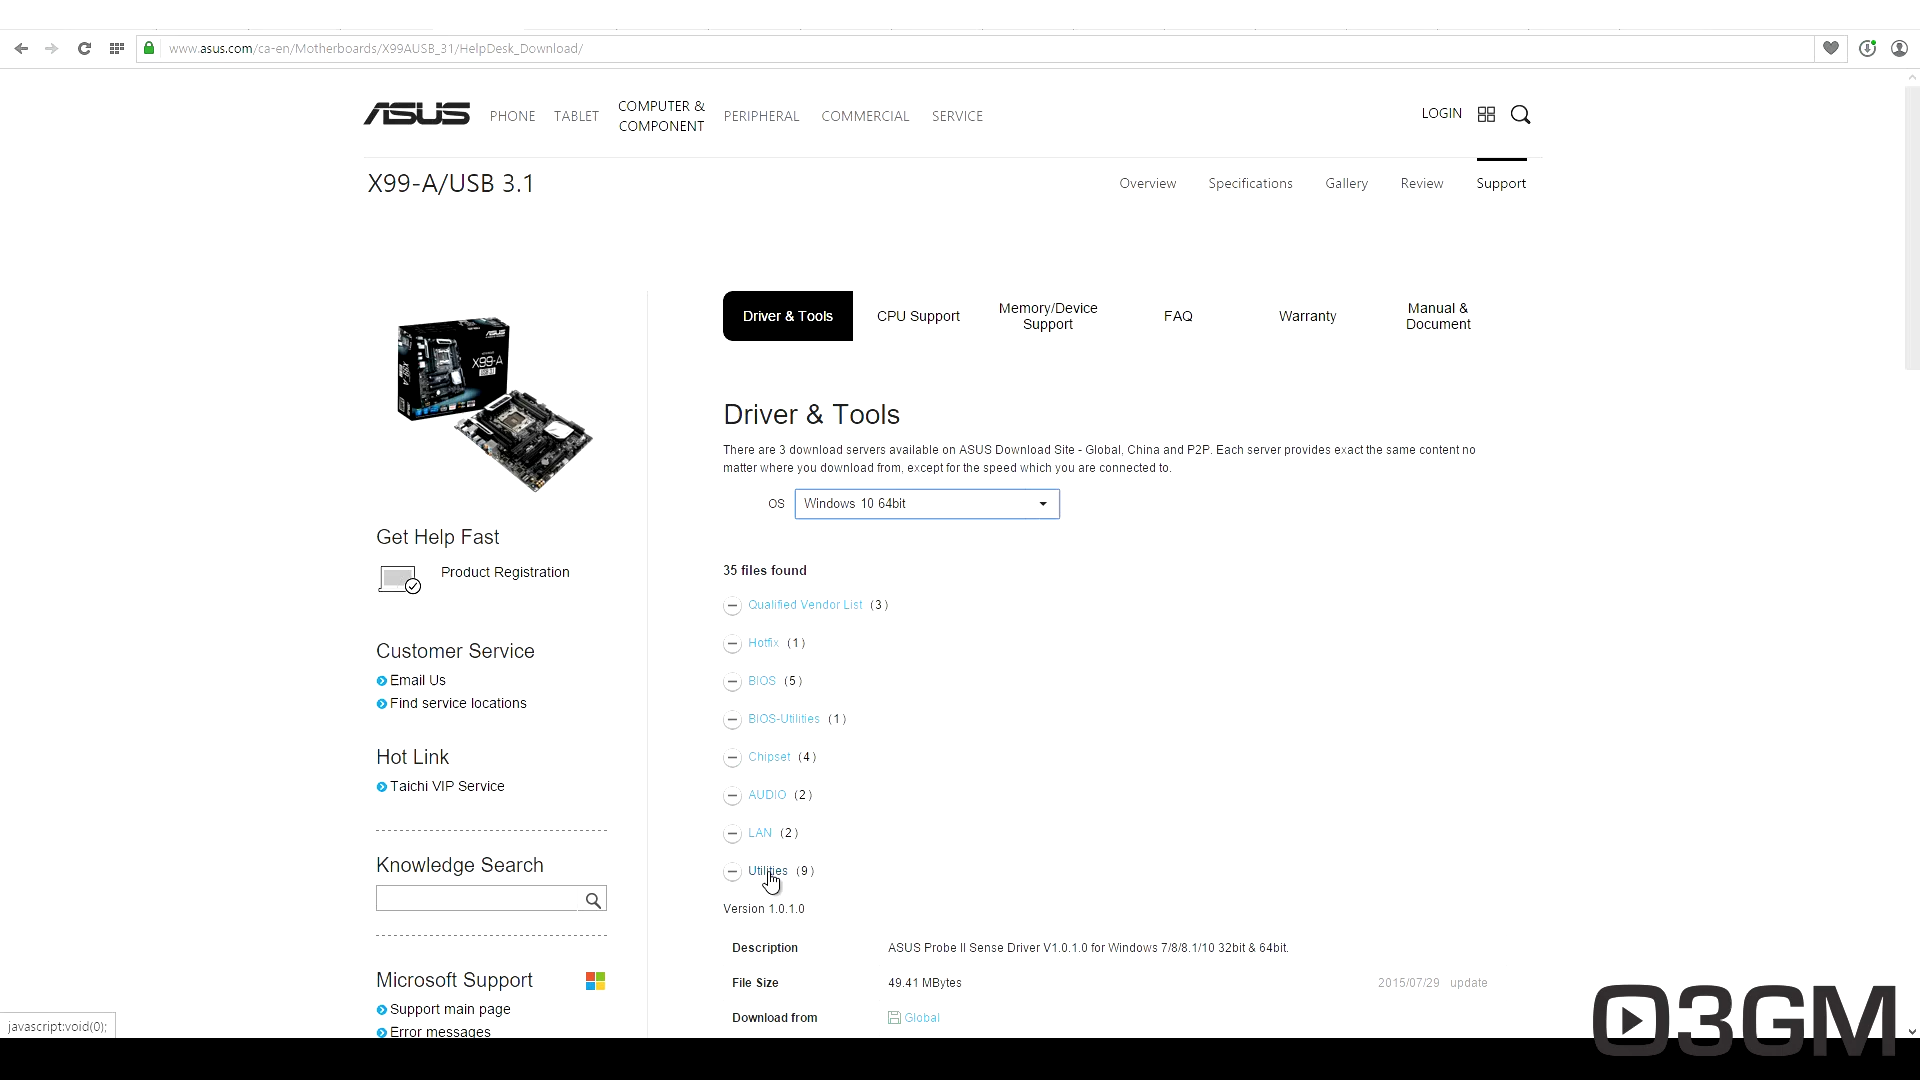 www.asus.com/ca-en/Motherboards/X99AUSB_31/HelpDesk_Download/
ASUS
PHONE
TABLET
COMPUTER &
COMPONENT
PERIPHERAL
COMMERCIAL
SERVICE
LOGIN
X99-A/USB 3.1
Overview
Specifications
Gallery
Review
Support
Driver & Tools
CPU Support
Memory/Device
Support
FAQ
Warranty
Manual &
Document
ASUS
X99-A
Get Help Fast
Product Registration
Customer Service
Email Us
Find service locations
Hot Link
Taichi VIP Service
Knowledge Search
Microsoft Support
Support main page
Error messages
Driver & Tools
There are 3 download servers available on ASUS Download Site - Global, China and P2P. Each server provides exact the same content no
matter where you download from, except for the speed which you are connected to.
OS
Windows 10 64bit
35 files found
Qualified Vendor List (3)
Hotfix (1)
BIOS (5)
BIOS-Utilities (1)
Chipset (4)
AUDIO (2)
LAN (2)
Utilities (9)
Version 1.0.1.0
Description ASUS Probe II Sense Driver V1.0.1.0 for Windows 7/8/8.1/10 32bit & 64bit.
File Size 49.41 MBytes 2015/07/29 update
Download from Global
javascript:void(0);
O3GM